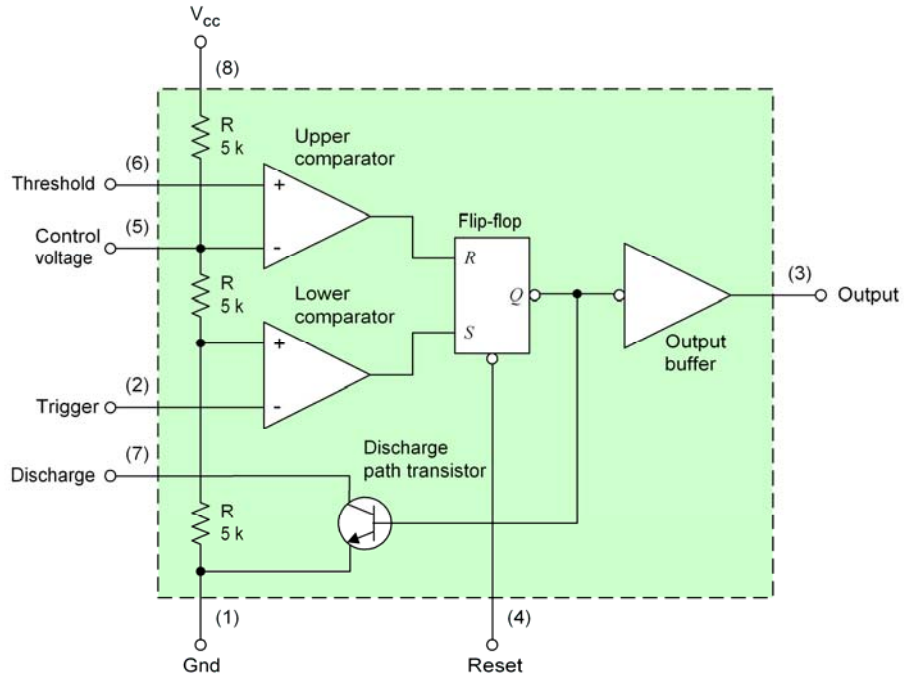 Vcc
(8)
R
5 k
Upper
comparator
(6)
Threshold
+
Flip-flop
(5)
Control
voltage
-
R
(3)
Output
R
5 k
Lower
comparator
Q
S
+
Output
buffer
(2)
Trigger
-
(7)
Discharge
Discharge
path transistor
R
5 k
(1)
(4)
Gnd
Reset